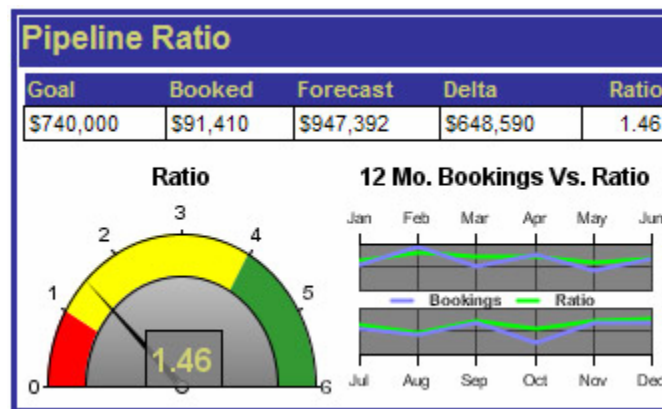 Pipeline Ratio
Goal Booked Forecast Delta Ratio
$740,000 $91,410 $947,392 $648,590 1.46
Ratio
0 1 2 3 4 5 6
1.46
12 Mo. Bookings Vs. Ratio
Jan Feb Mar Apr May Jun
Bookings Ratio
Jul Aug Sep Oct Nov Dec